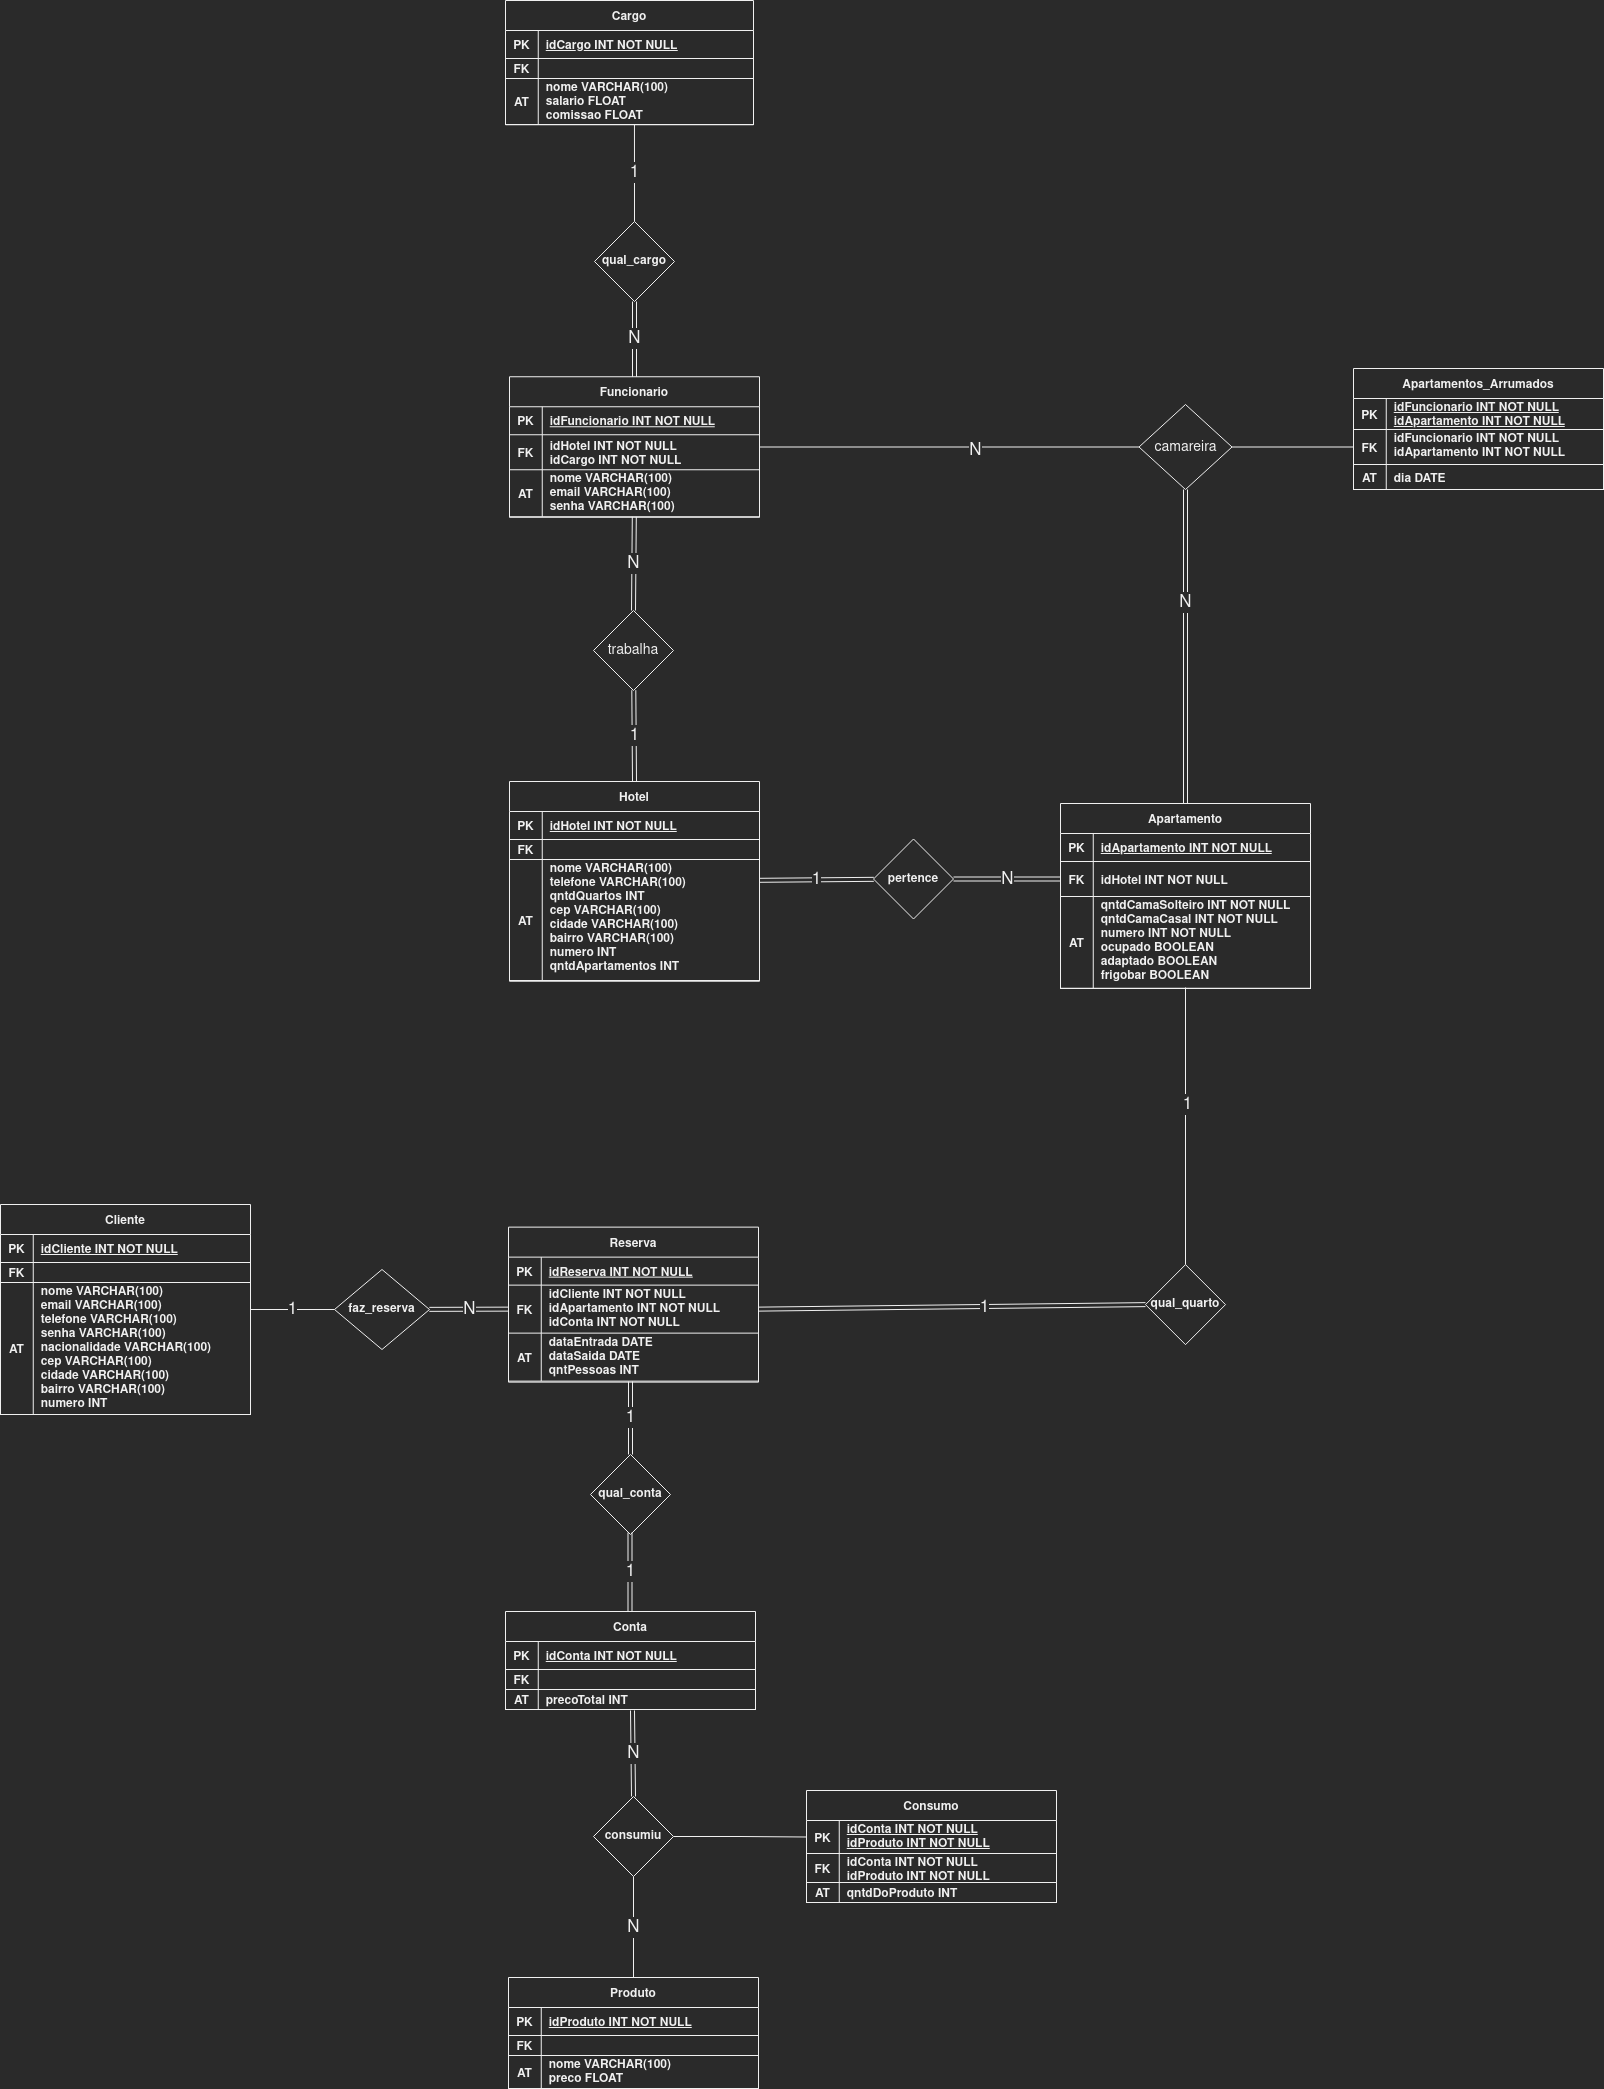 Cargo
PK
idCargo INT NOT NULL
FK
AT
nome VARCHAR(100)
salario FLOAT
comissao FLOAT
1
qual_cargo
N
Funcionario
PK
idFuncionario INT NOT NULL
FK
idHotel INT NOT NULL
idCargo INT NOT NULL
AT
nome VARCHAR(100)
email VARCHAR(100)
senha VARCHAR(100)
N
camareira
Apartamentos_Arrumados
PK
idFuncionario INT NOT NULL
idApartamento INT NOT NULL
FK
idFuncionario INT NOT NULL
idApartamento INT NOT NULL
AT
dia DATE
N
N
trabalha
1
Hotel
PK
idHotel INT NOT NULL
FK
AT
nome VARCHAR(100)
telefone VARCHAR(100)
qntdQuartos INT
cep VARCHAR(100)
cidade VARCHAR(100)
bairro VARCHAR(100)
numero INT
qntdApartamentos INT
1
pertence
N
Apartamento
PK
idApartamento INT NOT NULL
FK
idHotel INT NOT NULL
AT
qntdCamaSolteiro INT NOT NULL
qntdCamaCasal INT NOT NULL
numero INT NOT NULL
ocupado BOOLEAN
adaptado BOOLEAN
frigobar BOOLEAN
1
Cliente
PK
idCliente INT NOT NULL
FK
AT
nome VARCHAR(100)
email VARCHAR(100)
telefone VARCHAR(100)
senha VARCHAR(100)
nacionalidade VARCHAR(100)
cep VARCHAR(100)
cidade VARCHAR(100)
bairro VARCHAR(100)
numero INT
1
faz_reserva
N
Reserva
PK
idReserva INT NOT NULL
FK
idCliente INT NOT NULL
idApartamento INT NOT NULL
idConta INT NOT NULL
AT
dataEntrada DATE
dataSaida DATE
qntPessoas INT
1
qual_quarto
1
qual_conta
1
Conta
PK
idConta INT NOT NULL
FK
AT
precoTotal INT
N
consumiu
Consumo
PK
idConta INT NOT NULL
idProduto INT NOT NULL
FK
idConta INT NOT NULL
idProduto INT NOT NULL
AT
qntdDoProduto INT
N
Produto
PK
idProduto INT NOT NULL
FK
AT
nome VARCHAR(100)
preco FLOAT